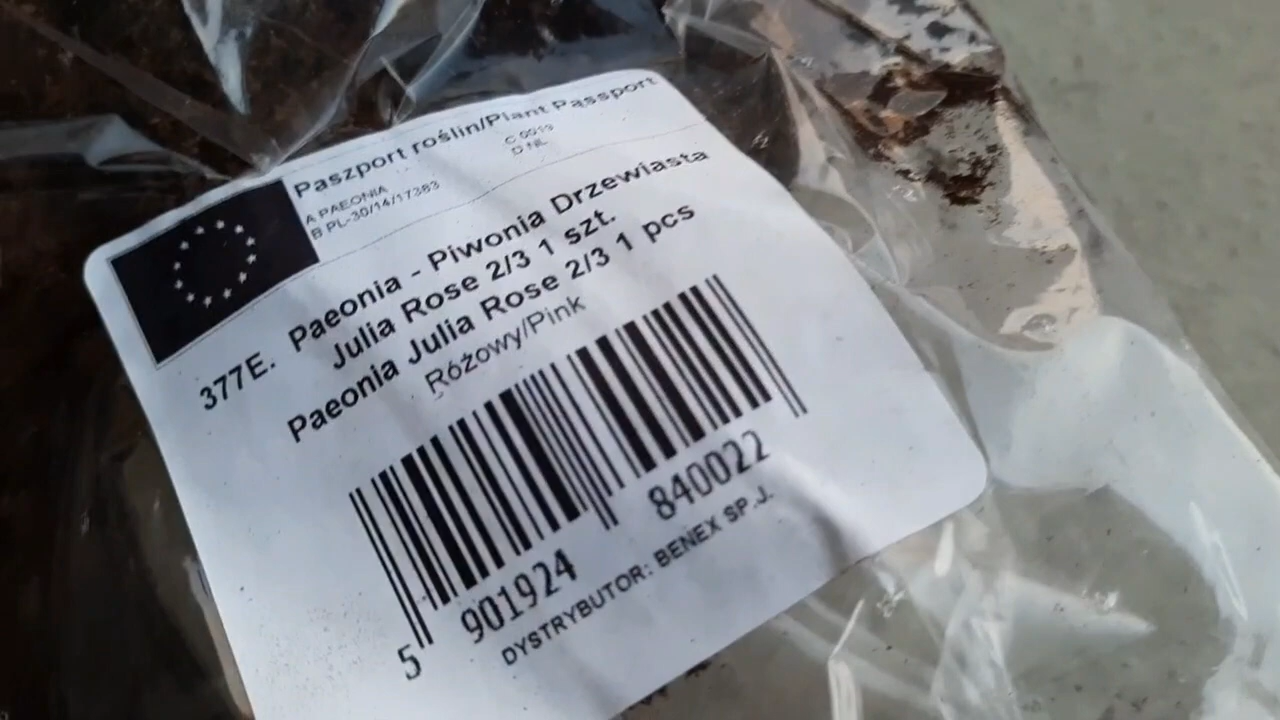 Paszport roślin/Plant Passport
A PAEONIA
B PL-30/14/17383
C 0019
D NL
377E. Paeonia - Piwonia Drzewiasta
Julia Rose 2/3 1 szt.
Paeonia Julia Rose 2/3 1 pcs
Różowy/Pink
5 901924 840022
DYSTRYBUTOR: BENEX SP.J.